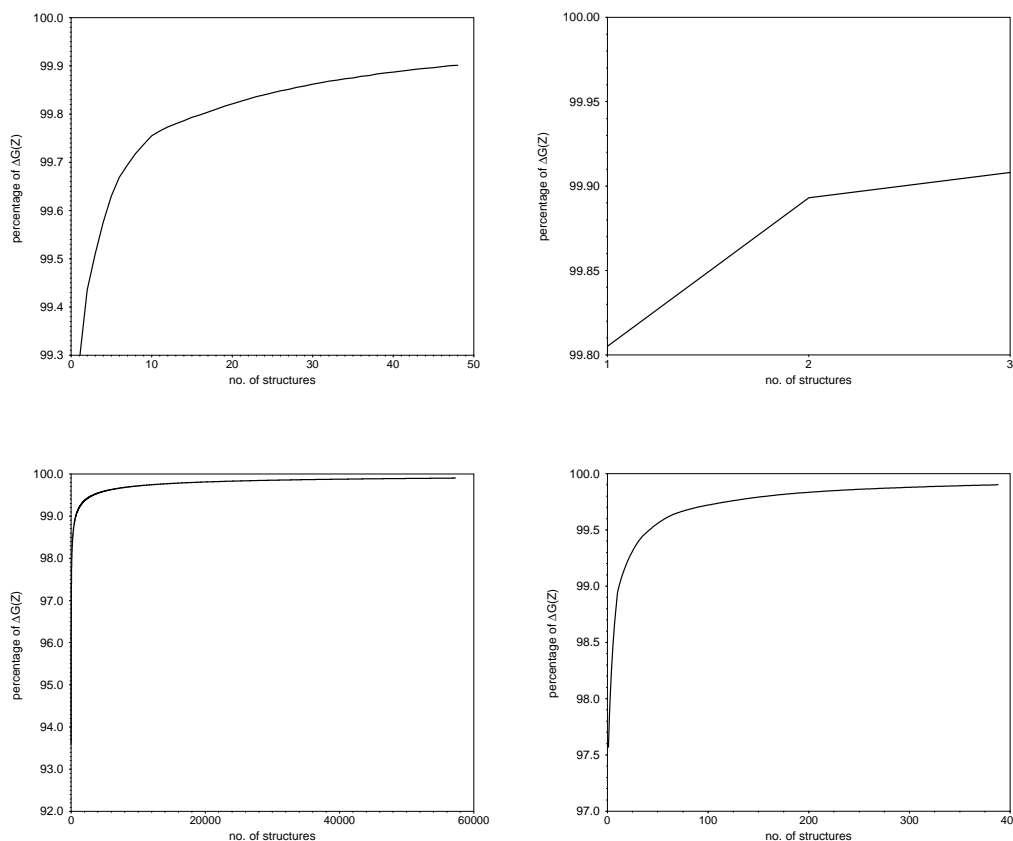 100.0
99.9
99.8
99.7
99.6
99.5
99.4
99.3
0 10 20 30 40 50
no. of structures
percentage of ΔG(Z)
100.00
99.95
99.90
99.85
99.80
1 2 3
no. of structures
percentage of ΔG(Z)
100.0
99.0
98.0
97.0
96.0
95.0
94.0
93.0
92.0
0 20000 40000 60000
no. of structures
percentage of ΔG(Z)
100.0
99.5
99.0
98.5
98.0
97.5
97.0
0 100 200 300 40
no. of structures
percentage of ΔG(Z)